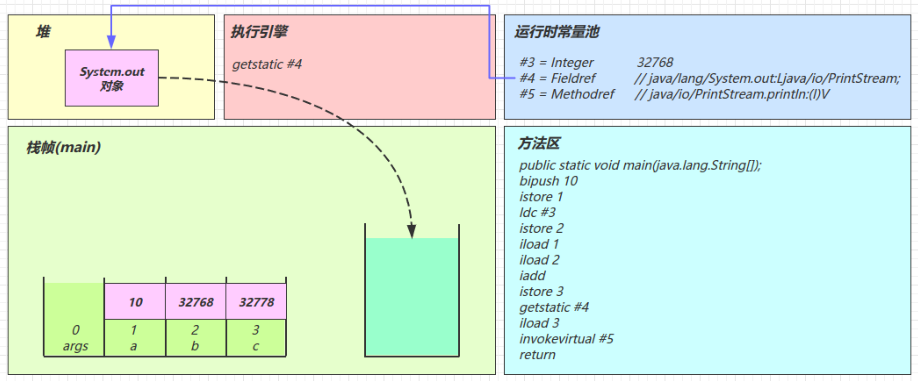 堆
System.out
对象
执行引擎
getstatic #4
运行时常量池
#3 = Integer 32768
#4 = Fieldref // java/lang/System.out:Ljava/io/PrintStream;
#5 = Methodref // java/io/PrintStream.println:(I)V
栈帧(main)
10 32768 32778
0 1 2 3
args a b c
方法区
public static void main(java.lang.String[]);
bipush 10
istore 1
ldc #3
istore 2
iload 1
iload 2
iadd
istore 3
getstatic #4
iload 3
invokevirtual #5
return